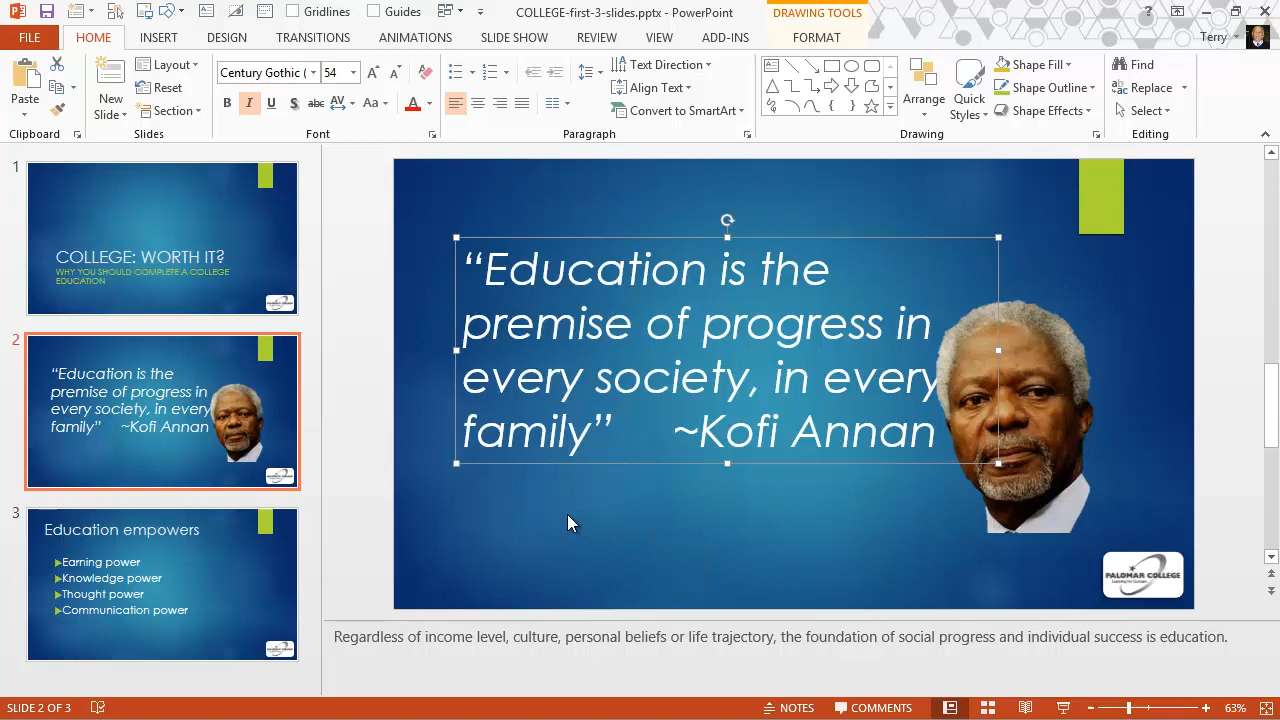 COLLEGE-first-3-slides.pptx - PowerPoint
Gridlines
Guides
DRAWING TOOLS
FILE
HOME
INSERT
DESIGN
TRANSITIONS
ANIMATIONS
SLIDE SHOW
REVIEW
VIEW
ADD-INS
FORMAT
Terry
Paste
New
Slide
Layout
Reset
Section
Century Gothic (
54
B I U S abc AV Aa A
Text Direction
Align Text
Convert to SmartArt
Arrange
Quick
Styles
Shape Fill
Shape Outline
Shape Effects
Find
Replace
Select
Clipboard
Slides
Font
Paragraph
Drawing
Editing
1
COLLEGE: WORTH IT?
WHY YOU SHOULD COMPLETE A COLLEGE
EDUCATION
2
“Education is the
premise of progress in
every society, in every
family” ~Kofi Annan
3
Education empowers
Earning power
Knowledge power
Thought power
Communication power
“Education is the
premise of progress in
every society, in every
family” ~Kofi Annan
PALOMAR COLLEGE
Learning for Success
Regardless of income level, culture, personal beliefs or life trajectory, the foundation of social progress and individual success is education.
SLIDE 2 OF 3
NOTES
COMMENTS
63%